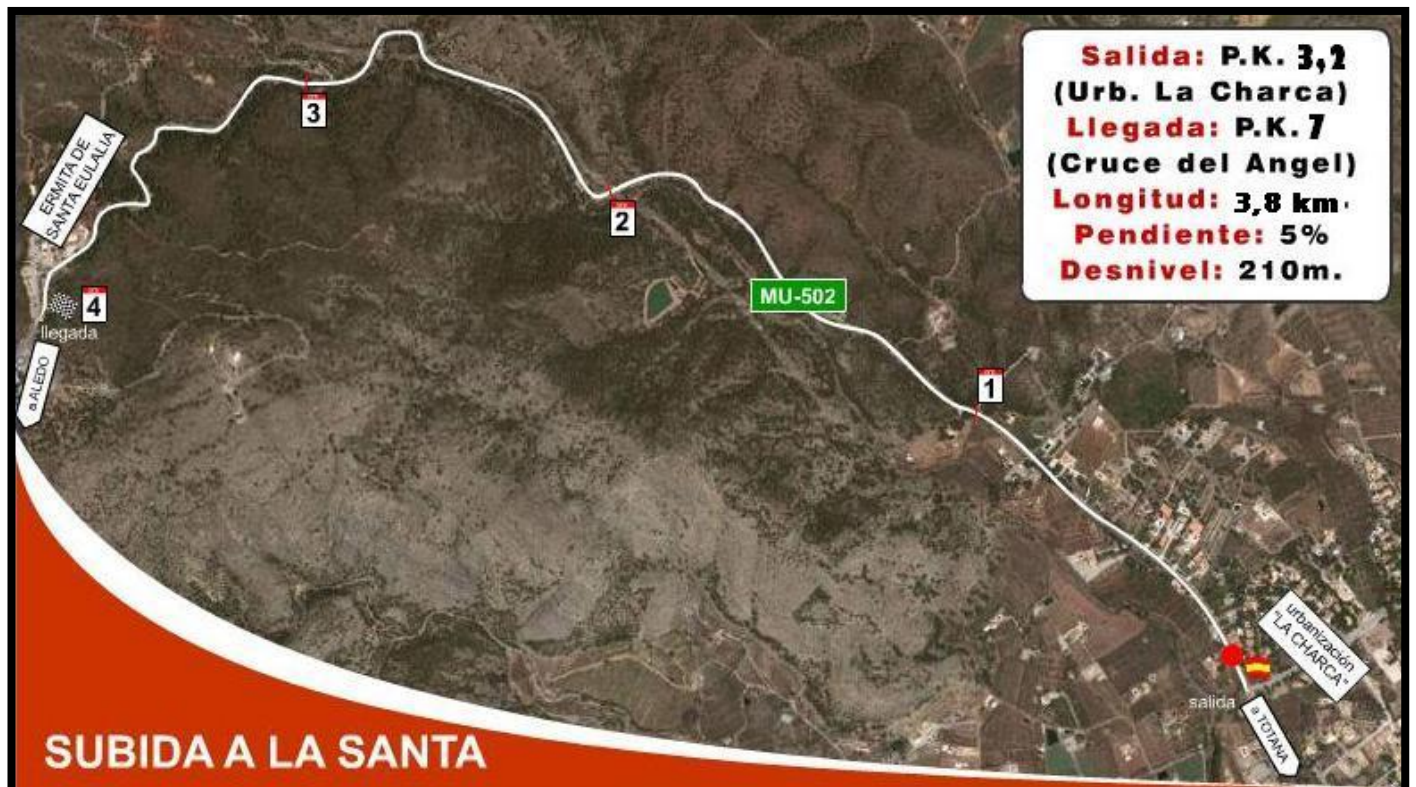 Salida: P.K. 3,2
(Urb. La Charca)
Llegada: P.K. 7
(Cruce del Angel)
Longitud: 3,8 km.
Pendiente: 5%
Desnivel: 210m.
3
ERMITA DE
SANTA EULALIA
2
MU-502
4
llegada
a ALEDO
1
urbanización
"LA CHARCA"
salida
a TOTANA
SUBIDA A LA SANTA